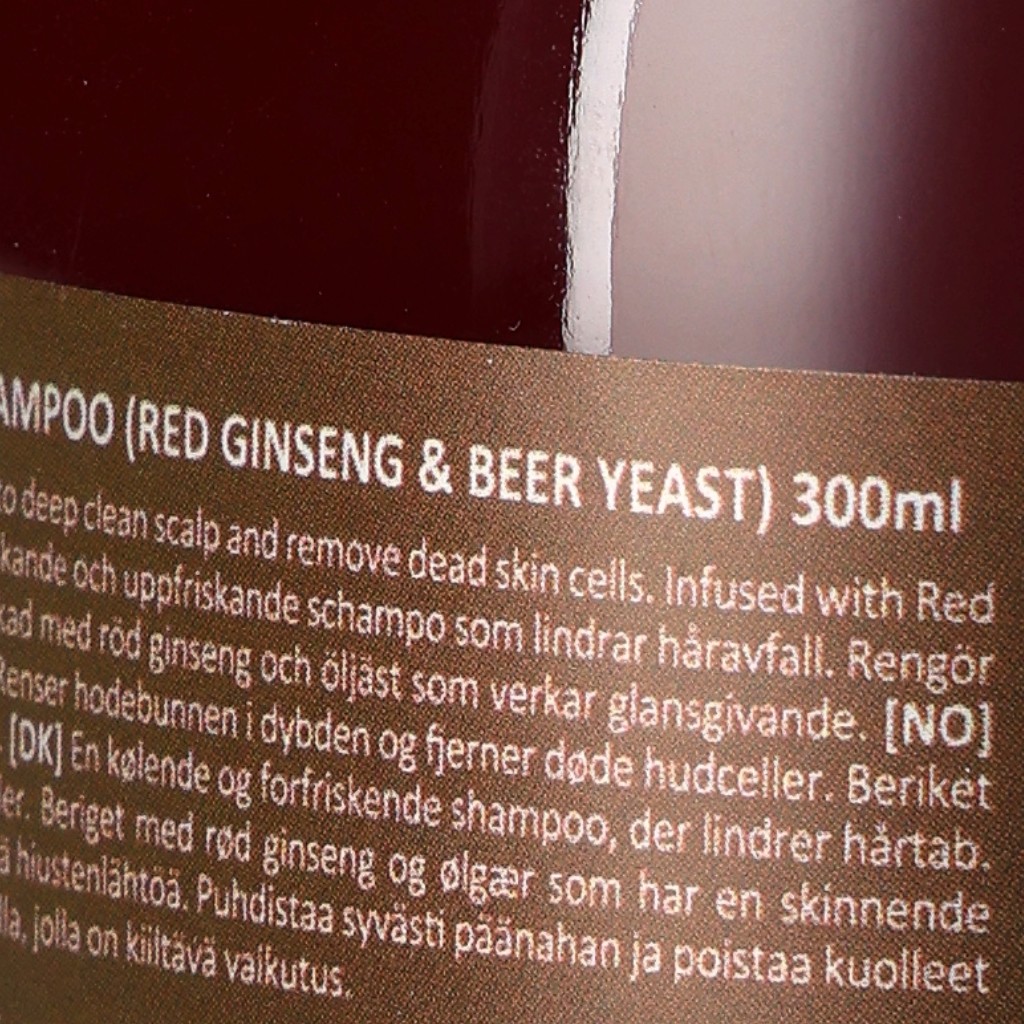 AMPOO (RED GINSENG & BEER YEAST) 300ml
to deep clean scalp and remove dead skin cells. Infused with Red
kande och uppfriskande schampo som lindrar håravfall. Rengör
kad med röd ginseng och öljäst som verkar glansgivande. [NO]
Renser hodebunnen i dybden og fjerner døde hudceller. Beriket
[DK] En kølende og forfriskende shampoo, der lindrer hårtab.
ler. Beriget med rød ginseng og ølgær som har en skinnende
ä hiustenlähtöä. Puhdistaa syvästi päänahan ja poistaa kuolleet
lla, jolla on kiiltävä vaikutus.